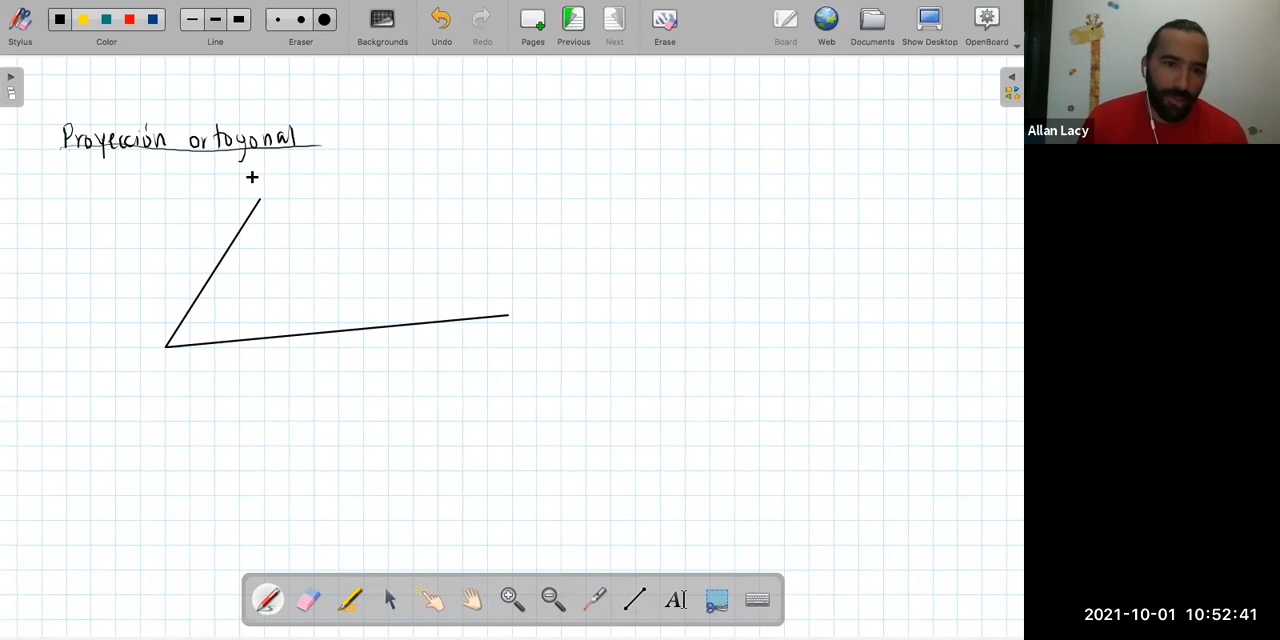 Stylus
Color
Line
Eraser
Backgrounds
Undo
Redo
Pages
Previous
Next
Erase
Board
Web
Documents
Show Desktop
OpenBoard
Allan Lacy
Proyección ortogonal
A
2021-10-01 10:52:41